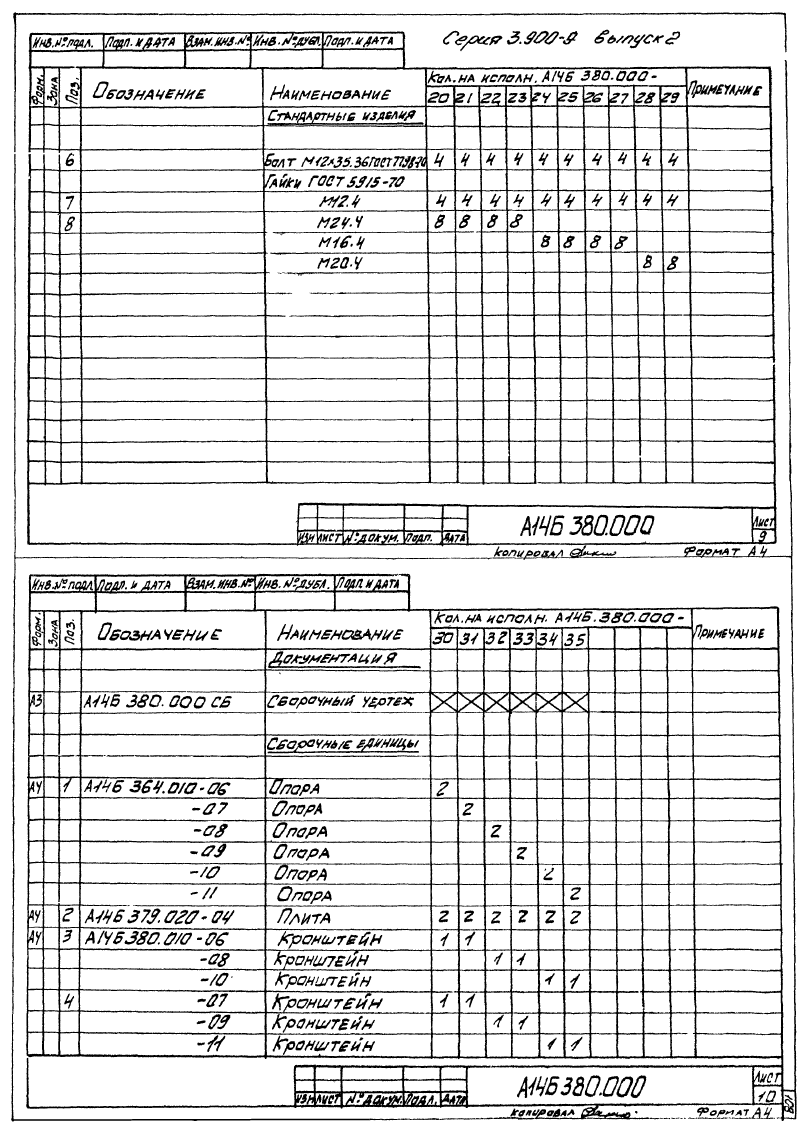 Серия 3.900-9 выпуск 2
Инв.№ подл. Подп. и дата Взам.инв.№ Инв.№ дубл. Подп. и дата
Форм. Зона Поз. Обозначение Наименование Кол. на исполн. А14Б 380.000- Примечание
20 21 22 23 24 25 26 27 28 29
Стандартные изделия
6 Болт М12×35.36 ГОСТ 7798-70 4 4 4 4 4 4 4 4 4 4
Гайки ГОСТ 5915-70
7 М12.4 4 4 4 4 4 4 4 4 4 4
8 М24.4 8 8 8 8
М16.4 8 8 8 8
М20.4 8 8
Изм Лист № докум. Подп. Дата
А14Б 380.000
Лист
9
Копировал Формат А4
Инв.№ подл. Подп. и дата Взам.инв.№ Инв.№ дубл. Подп. и дата
Форм. Зона Поз. Обозначение Наименование Кол. на исполн. А14Б.380.000- Примечание
30 31 32 33 34 35
Документация
А3 А14Б 380.000 СБ Сборочный чертеж
Сборочные единицы
А4 1 А14Б 364.010-06 Опора 2
-07 Опора 2
-08 Опора 2
-09 Опора 2
-10 Опора 2
-11 Опора 2
А4 2 А14Б 379.020-04 Плита 2 2 2 2 2 2
А4 3 А14Б.380.010-06 Кронштейн 1 1
-08 Кронштейн 1 1
-10 Кронштейн 1 1
4 -07 Кронштейн 1 1
-09 Кронштейн 1 1
-11 Кронштейн 1 1
Изм Лист № докум. Подп. Дата
А14Б 380.000
Лист
10
Копировал Формат А4
109